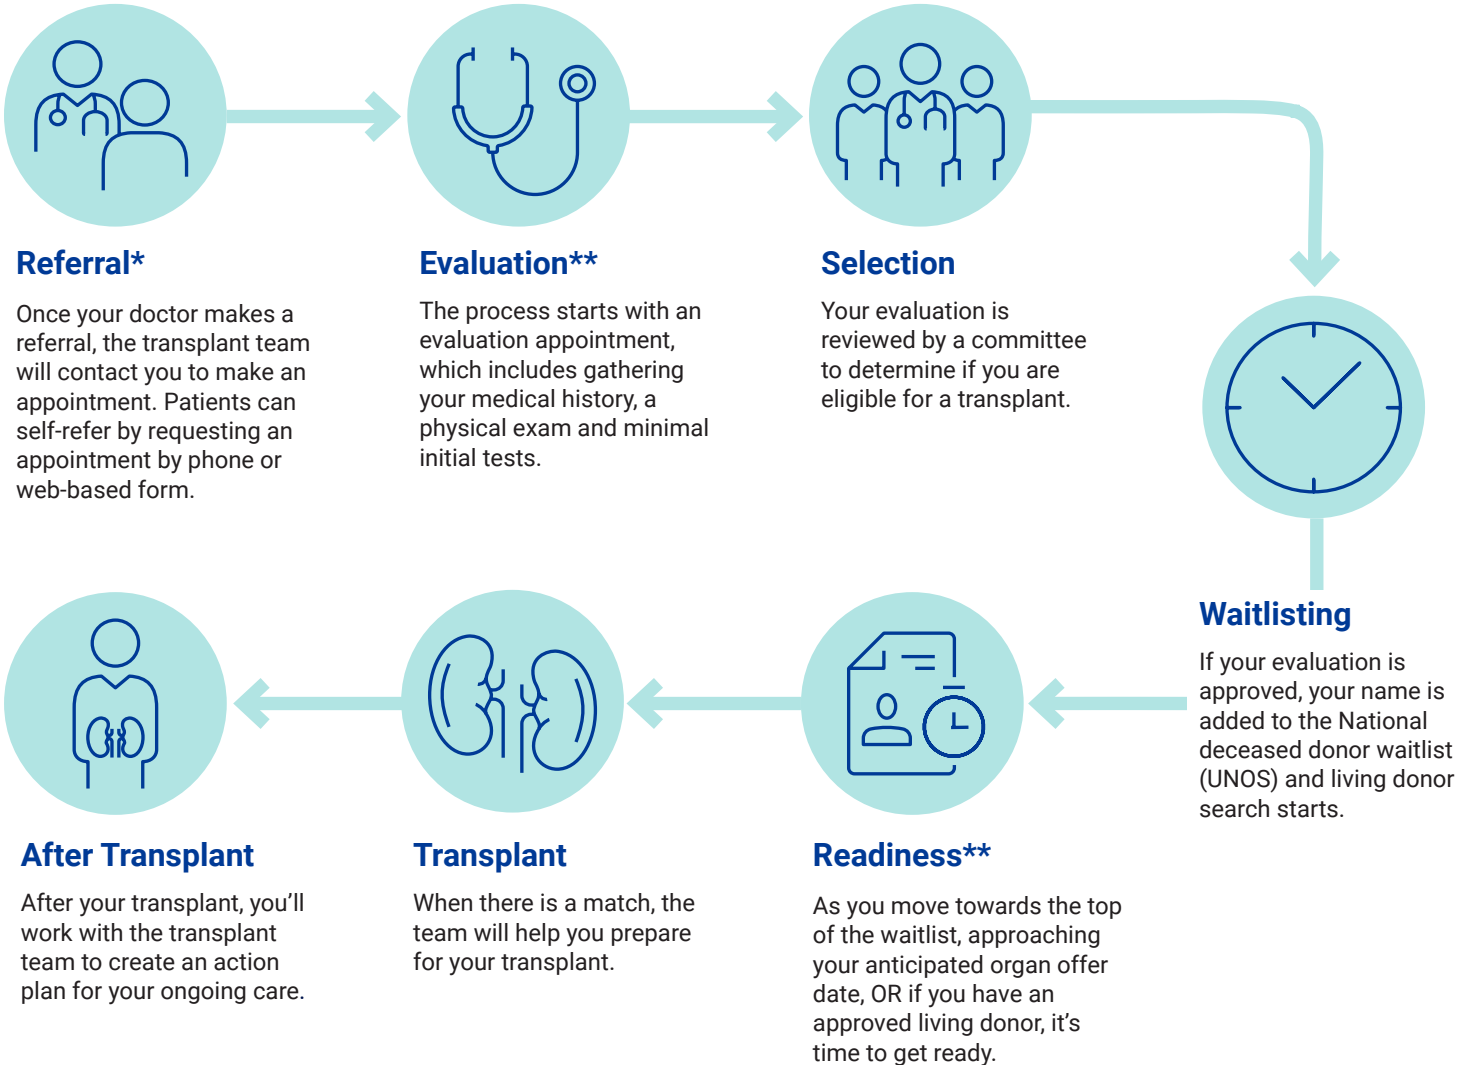 Referral*
Once your doctor makes a
referral, the transplant team
will contact you to make an
appointment. Patients can
self-refer by requesting an
appointment by phone or
web-based form.
Evaluation**
The process starts with an
evaluation appointment,
which includes gathering
your medical history, a
physical exam and minimal
initial tests.
Selection
Your evaluation is
reviewed by a committee
to determine if you are
eligible for a transplant.
Waitlisting
If your evaluation is
approved, your name is
added to the National
deceased donor waitlist
(UNOS) and living donor
search starts.
Readiness**
As you move towards the top
of the waitlist, approaching
your anticipated organ offer
date, OR if you have an
approved living donor, it’s
time to get ready.
Transplant
When there is a match, the
team will help you prepare
for your transplant.
After Transplant
After your transplant, you’ll
work with the transplant
team to create an action
plan for your ongoing care.